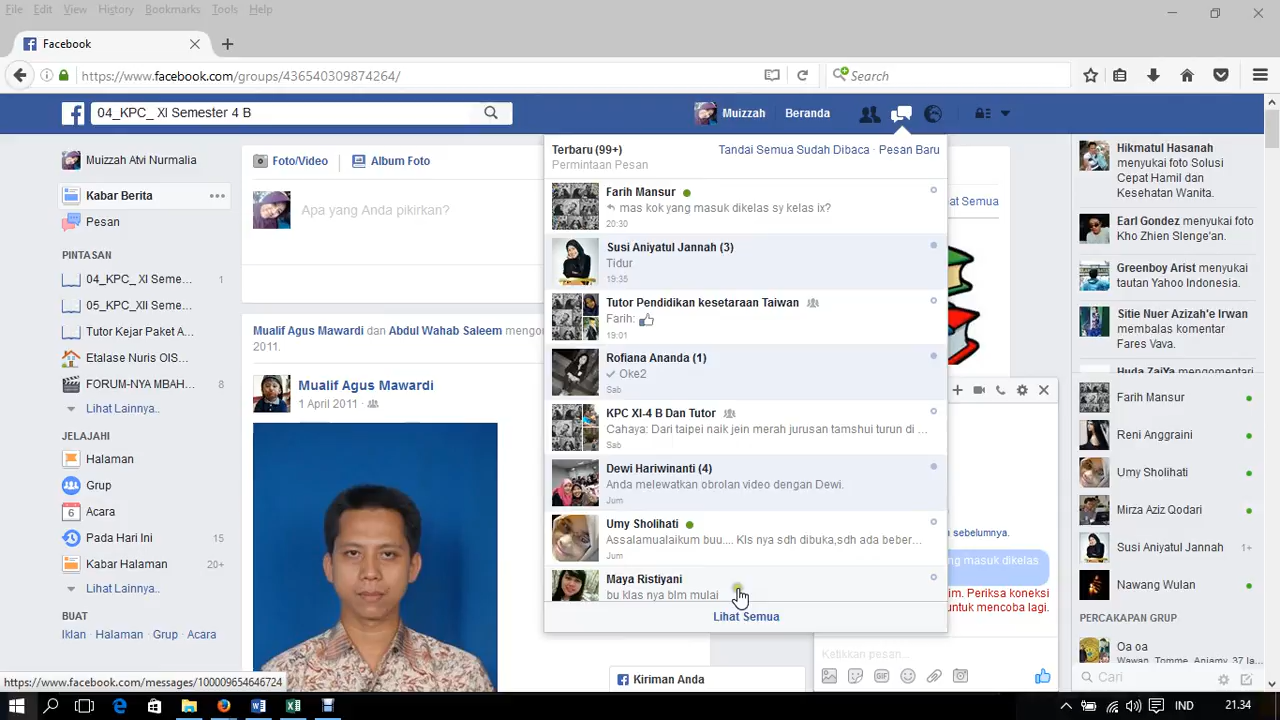 File Edit View History Bookmarks Tools Help
Facebook
https://www.facebook.com/groups/436540309874264/
Search
04_KPC_ XI Semester 4 B
Muizzah
Beranda
Muizzah Alvi Nurmalia
Kabar Berita
Pesan
PINTASAN
04_KPC_ XI Seme... 1
05_KPC_XII Seme...
Tutor Kejar Paket A...
Etalase Nuris OIS...
FORUM-NYA MBAH... 8
Lihat Lainnya..
JELAJAHI
Halaman
Grup
6 Acara
Pada Hari Ini 15
Kabar Halaman 20+
Lihat Lainnya..
BUAT
Iklan Halaman Grup Acara
https://www.facebook.com/messages/100009654646724
Foto/Video
Album Foto
Apa yang Anda pikirkan?
Mualif Agus Mawardi dan Abdul Wahab Saleem mengo
2011.
Mualif Agus Mawardi
1 April 2011
Terbaru (99+)
Tandai Semua Sudah Dibaca · Pesan Baru
Permintaan Pesan
Farih Mansur
mas kok yang masuk dikelas sy kelas ix?
20:30
Susi Aniyatul Jannah (3)
Tidur
19:35
Tutor Pendidikan kesetaraan Taiwan
Farih:
19:01
Rofiana Ananda (1)
Oke2
Sab
KPC XI-4 B Dan Tutor
Cahaya: Dari taipei naik jein merah jurusan tamshui turun di ...
Sab
Dewi Hariwinanti (4)
Anda melewatkan obrolan video dengan Dewi.
Jum
Umy Sholihati
Assalamualaikum buu.... Kls nya sdh dibuka,sdh ada beber...
Jum
Maya Ristiyani
bu klas nya blm mulai
Lihat Semua
at Semua
n sebelumnya.
ng masuk dikelas
im. Periksa koneksi
untuk mencoba lagi.
Ketikkan pesan...
GIF
Kiriman Anda
Hikmatul Hasanah
menyukai foto Solusi
Cepat Hamil dan
Kesehatan Wanita.
Earl Gondez menyukai foto
Kho Zhien Slenge'an.
Greenboy Arist menyukai
tautan Yahoo Indonesia.
Sitie Nuer Azizah'e Irwan
membalas komentar
Fares Vava.
Huda ZaiYa mengomentari
Farih Mansur
Reni Anggraini
Umy Sholihati
Mirza Aziz Qodari
Susi Aniyatul Jannah 1+
Nawang Wulan
PERCAKAPAN GRUP
Oa oa
Wawan, Tomme, Anjamy, 37 la...
Cari
IND
21.34